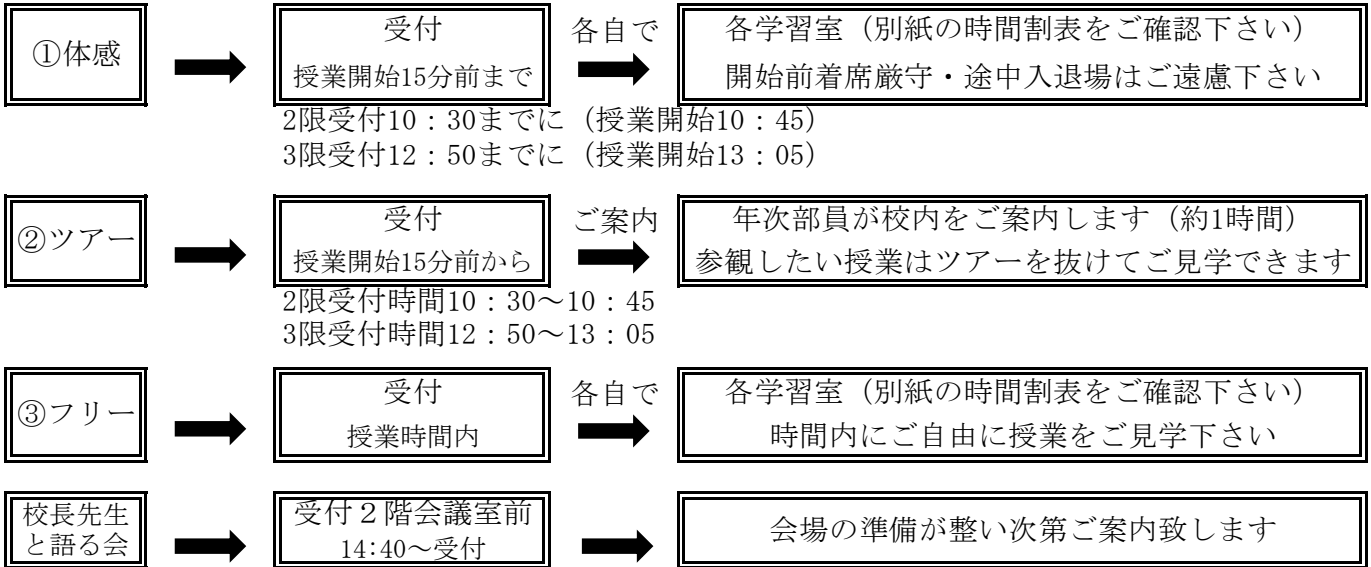 ①体感
受付
授業開始15分前まで
各自で
各学習室（別紙の時間割表をご確認下さい）
開始前着席厳守・途中入退場はご遠慮下さい
2限受付10：30までに（授業開始10：45）
3限受付12：50までに（授業開始13：05）
②ツアー
受付
授業開始15分前から
ご案内
年次部員が校内をご案内します（約1時間）
参観したい授業はツアーを抜けてご見学できます
2限受付時間10：30～10：45
3限受付時間12：50～13：05
③フリー
受付
授業時間内
各自で
各学習室（別紙の時間割表をご確認下さい）
時間内にご自由に授業をご見学下さい
校長先生
と語る会
受付２階会議室前
14:40～受付
会場の準備が整い次第ご案内致します